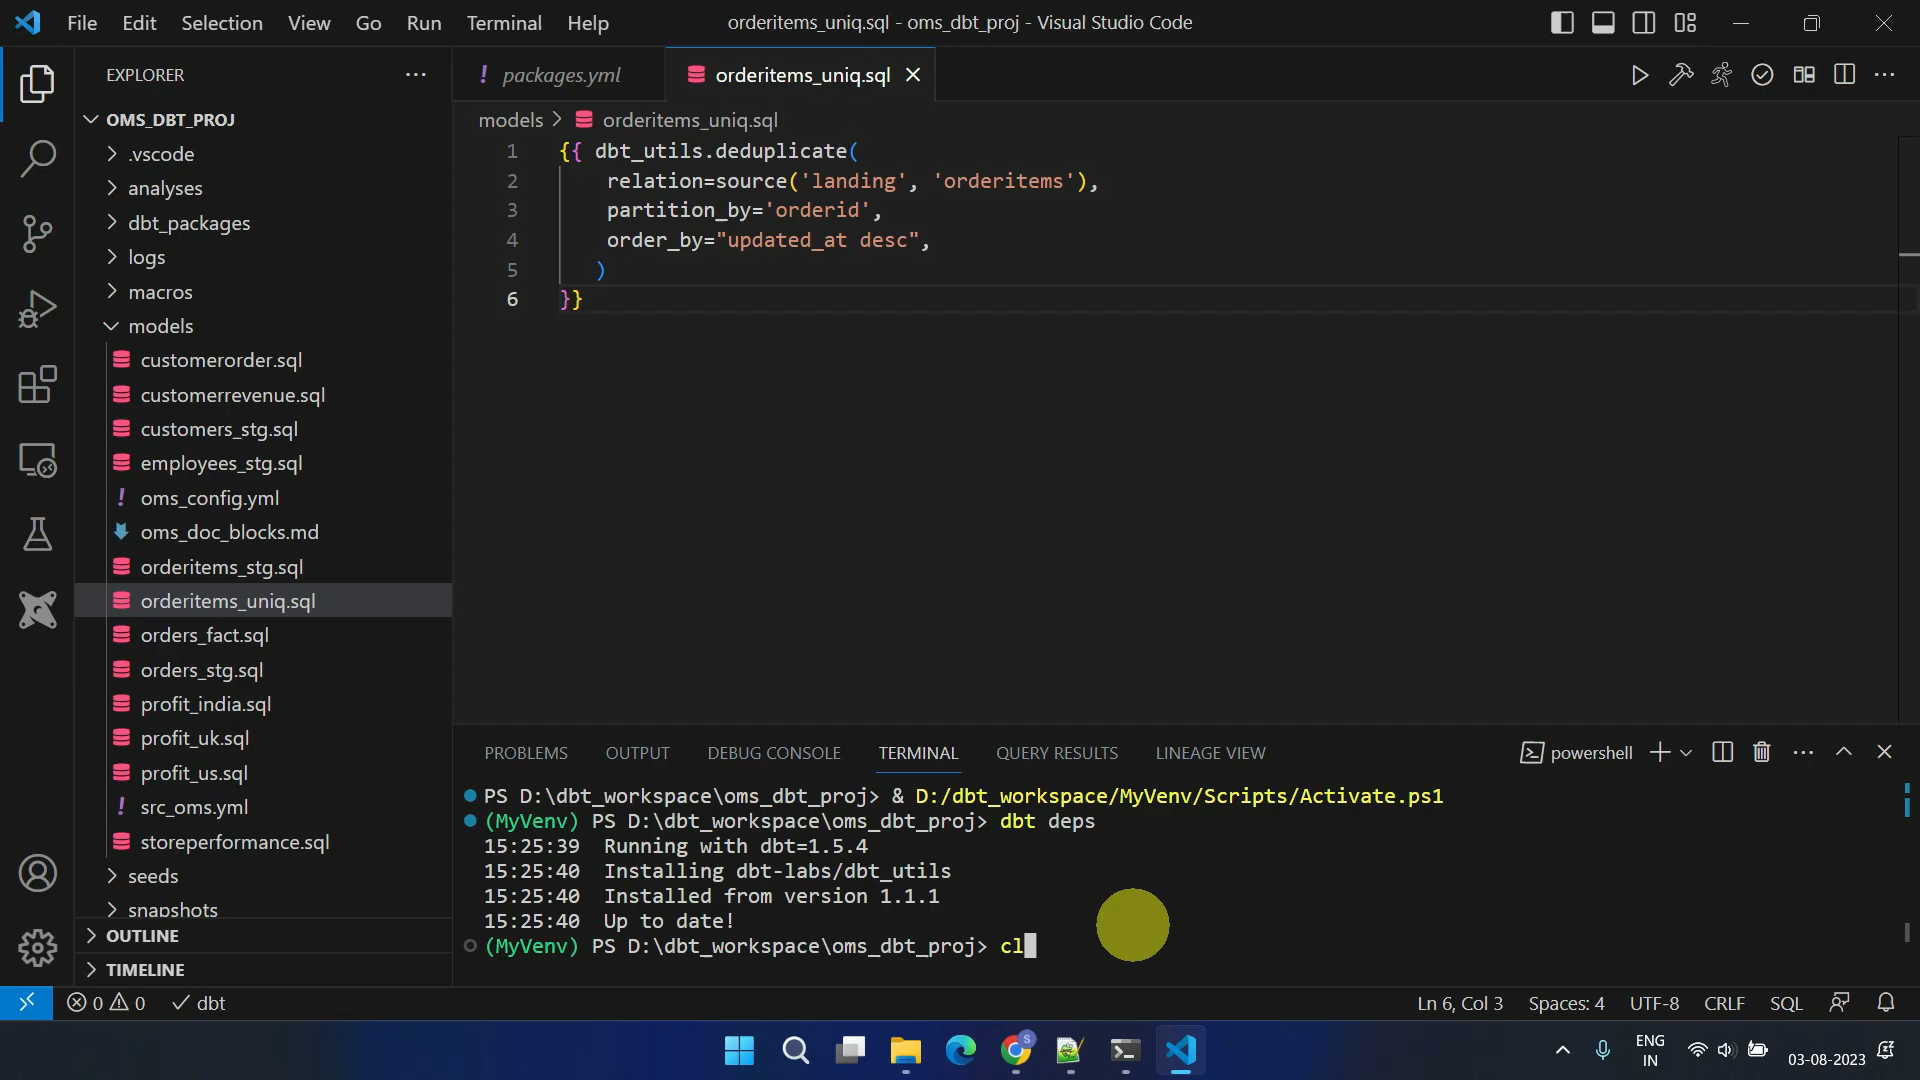 File Edit Selection View Go Run Terminal Help
orderitems_uniq.sql - oms_dbt_proj - Visual Studio Code
EXPLORER
OMS_DBT_PROJ
.vscode
analyses
dbt_packages
logs
macros
models
customerorder.sql
customerrevenue.sql
customers_stg.sql
employees_stg.sql
! oms_config.yml
oms_doc_blocks.md
orderitems_stg.sql
orderitems_uniq.sql
orders_fact.sql
orders_stg.sql
profit_india.sql
profit_uk.sql
profit_us.sql
! src_oms.yml
storeperformance.sql
seeds
snapshots
OUTLINE
TIMELINE
! packages.yml
orderitems_uniq.sql
models > orderitems_uniq.sql
1 {{ dbt_utils.deduplicate(
2 relation=source('landing', 'orderitems'),
3 partition_by='orderid',
4 order_by="updated_at desc",
5 )
6 }}
PROBLEMS OUTPUT DEBUG CONSOLE TERMINAL QUERY RESULTS LINEAGE VIEW
powershell
PS D:\dbt_workspace\oms_dbt_proj> & D:/dbt_workspace/MyVenv/Scripts/Activate.ps1
(MyVenv) PS D:\dbt_workspace\oms_dbt_proj> dbt deps
15:25:39 Running with dbt=1.5.4
15:25:40 Installing dbt-labs/dbt_utils
15:25:40 Installed from version 1.1.1
15:25:40 Up to date!
(MyVenv) PS D:\dbt_workspace\oms_dbt_proj> cl
0 0 dbt
Ln 6, Col 3 Spaces: 4 UTF-8 CRLF SQL
S
ENG
IN
03-08-2023